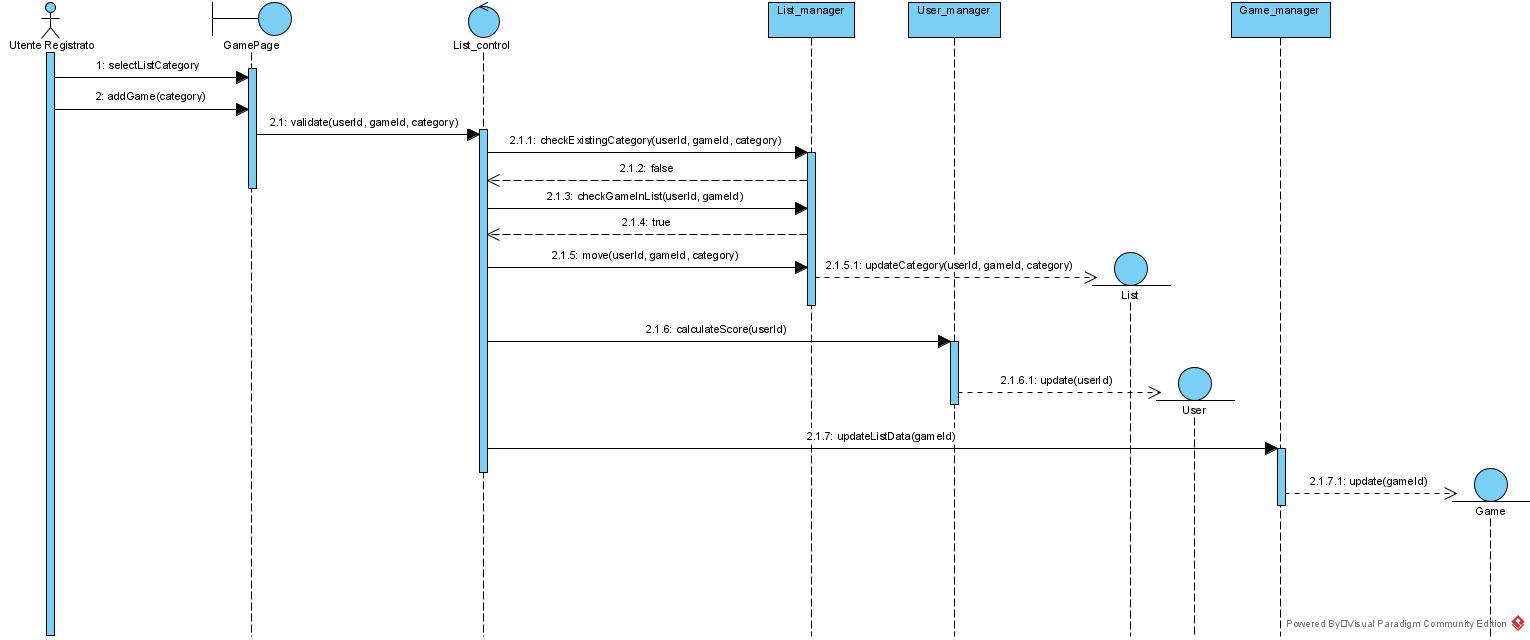 List_manager
User_manager
Game_manager
Utente Registrato
GamePage
List_control
1: selectListCategory
2: addGame(category)
2.1: validate(userId, gameId, category)
2.1.1: checkExistingCategory(userId, gameId, category)
2.1.2: false
2.1.3: checkGameInList(userId, gameId)
2.1.4: true
2.1.5: move(userId, gameId, category)
2.1.5.1: updateCategory(userId, gameId, category)
List
2.1.6: calculateScore(userId)
2.1.6.1: update(userId)
User
2.1.7: updateListData(gameId)
2.1.7.1: update(gameId)
Game
Powered By Visual Paradigm Community Edition